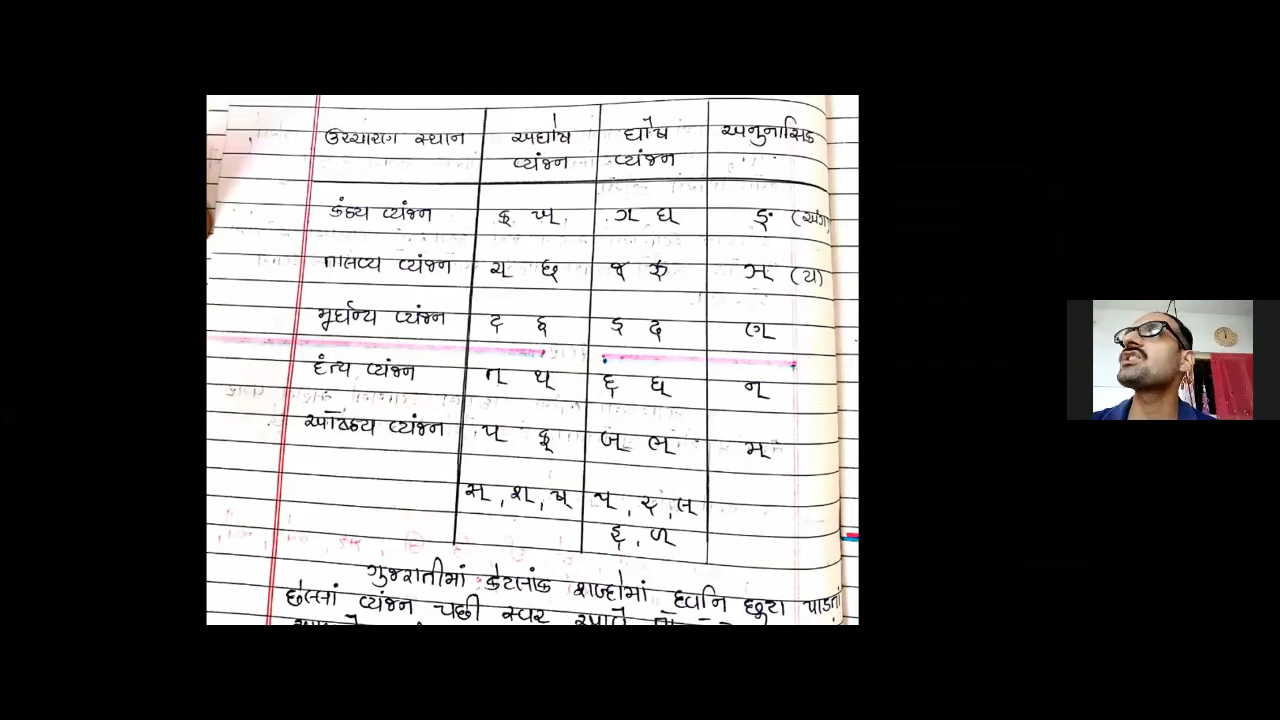 ઉચ્ચારણ સ્થાન અઘોષ વ્યંજન ઘોષ વ્યંજન અનુનાસિક
કંઠ્ય વ્યંજન ક્ ખ્ ગ્ ઘ્ ઙ્ (અંગ)
તાલવ્ય વ્યંજન ચ્ છ્ જ્ ઝ્ ઞ્ (ય)
મૂર્ધન્ય વ્યંજન ટ્ ઠ્ ડ્ ઢ્ ણ્
દંત્ય વ્યંજન ત્ થ્ દ્ ધ્ ન્
ઓષ્ઠ્ય વ્યંજન પ્ ફ્ બ્ ભ્ મ્
સ્, શ્, ષ્ ય્, ર્, લ્
હ્, ળ્
ગુજરાતીમાં કેટલાંક શબ્દોમાં ધ્વનિ છૂટા પાડતાં
છેલ્લાં વ્યંજન પછી સ્વર આવે